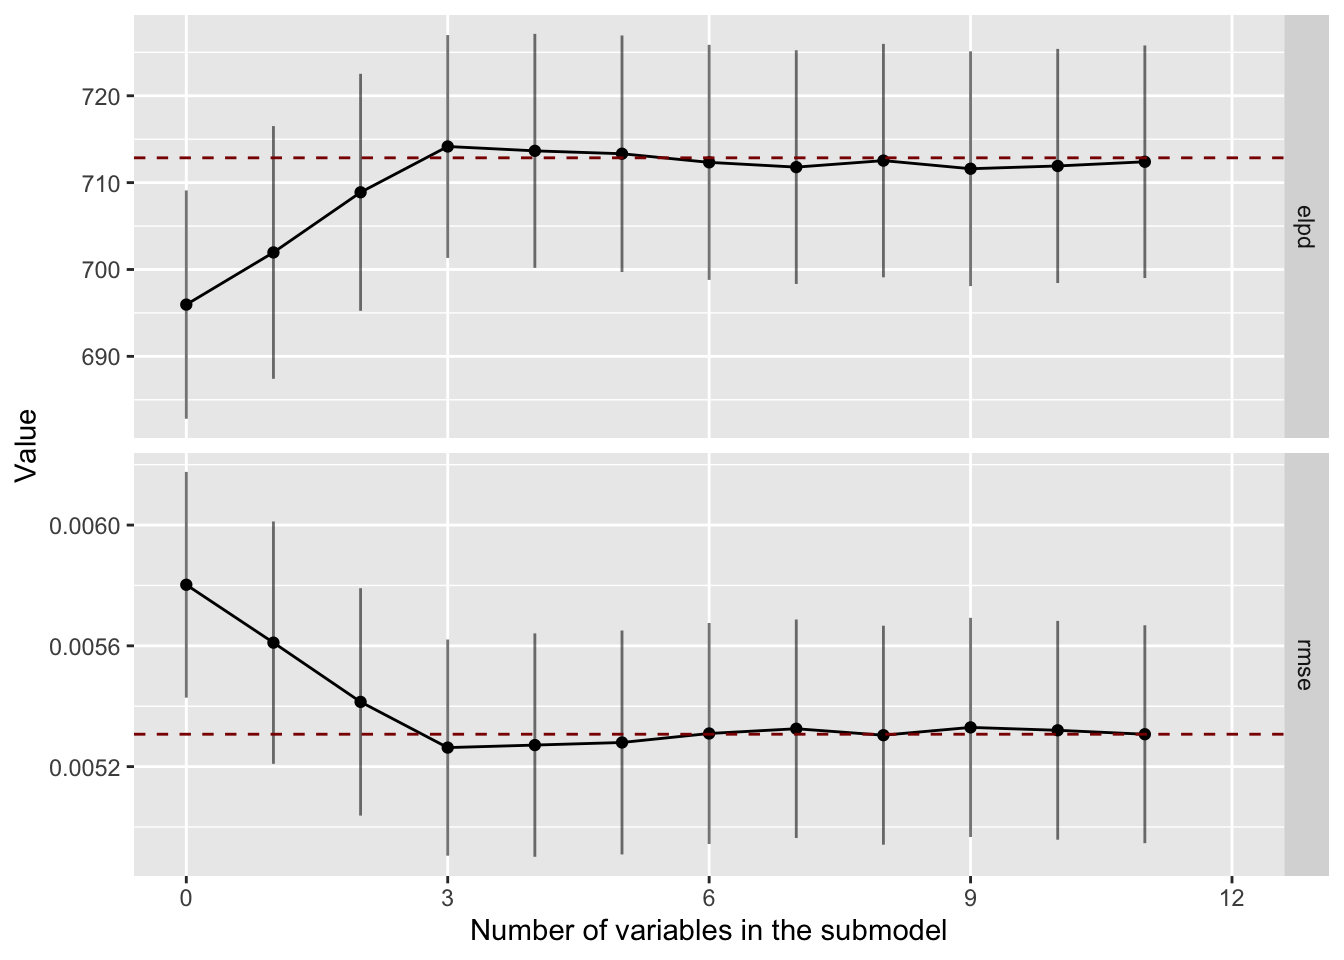 Value
720
710
700
690
elpd
0.0060
0.0056
0.0052
rmse
0 3 6 9 12
Number of variables in the submodel